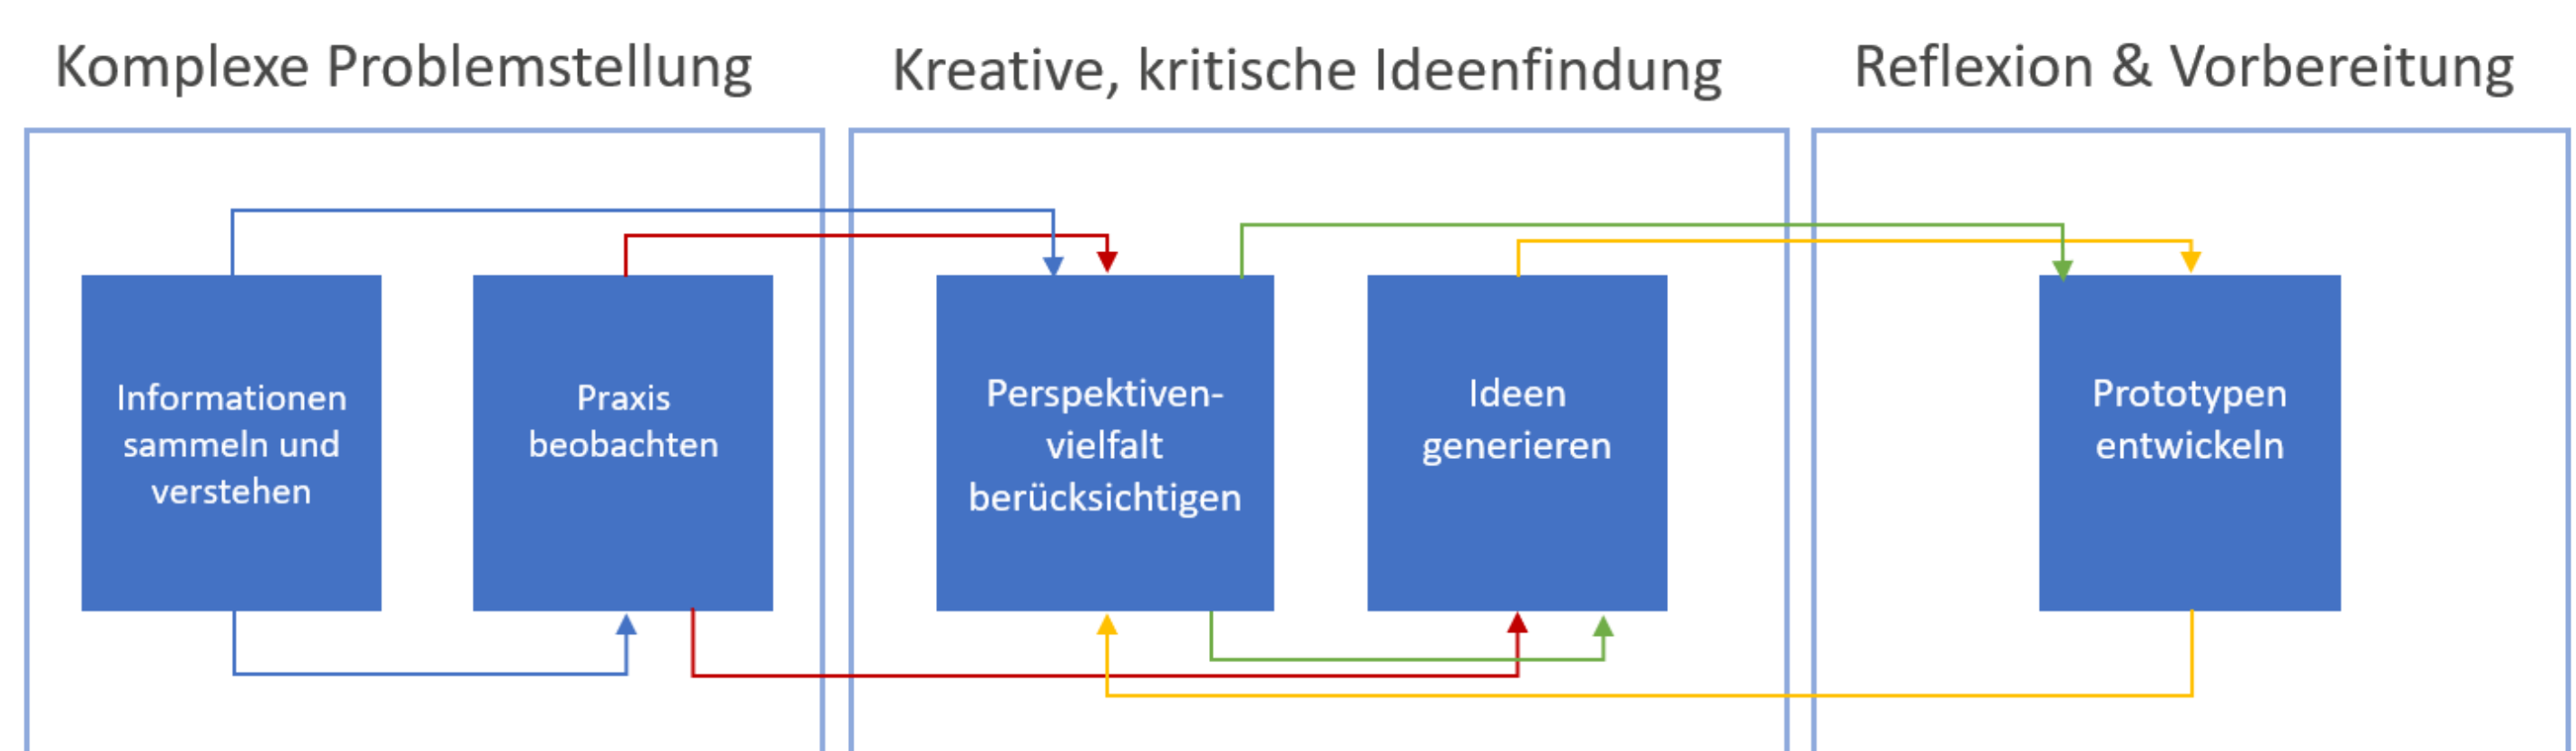 Komplexe Problemstellung
Kreative, kritische Ideenfindung
Reflexion & Vorbereitung
Informationen
sammeln und
verstehen
Praxis
beobachten
Perspektiven-
vielfalt
berücksichtigen
Ideen
generieren
Prototypen
entwickeln